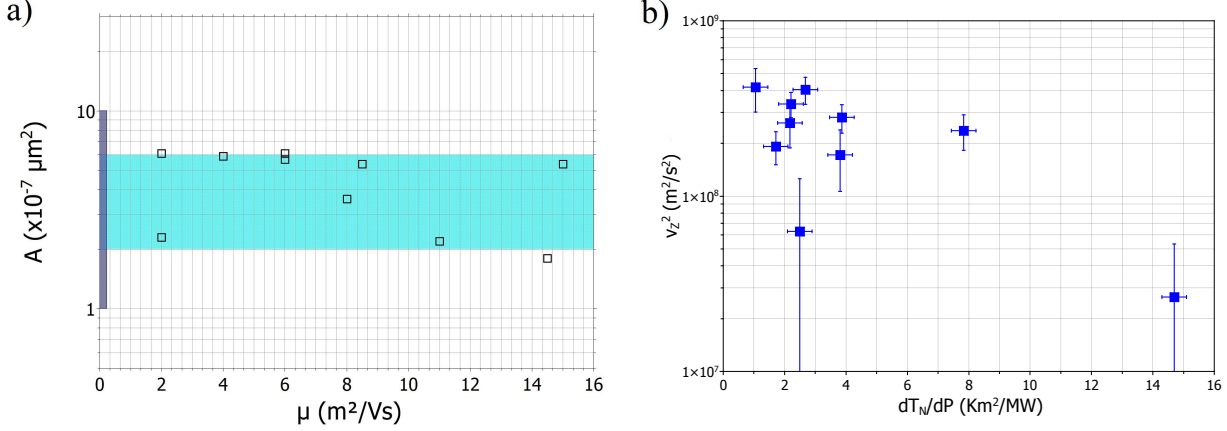 a)
A (x10⁻⁷ µm²)
10
1
0 2 4 6 8 10 12 14 16
µ (m²/Vs)
b)
v_Z² (m²/s²)
1×10⁹
1×10⁸
1×10⁷
0 2 4 6 8 10 12 14 16
dT_N/dP (Km²/MW)